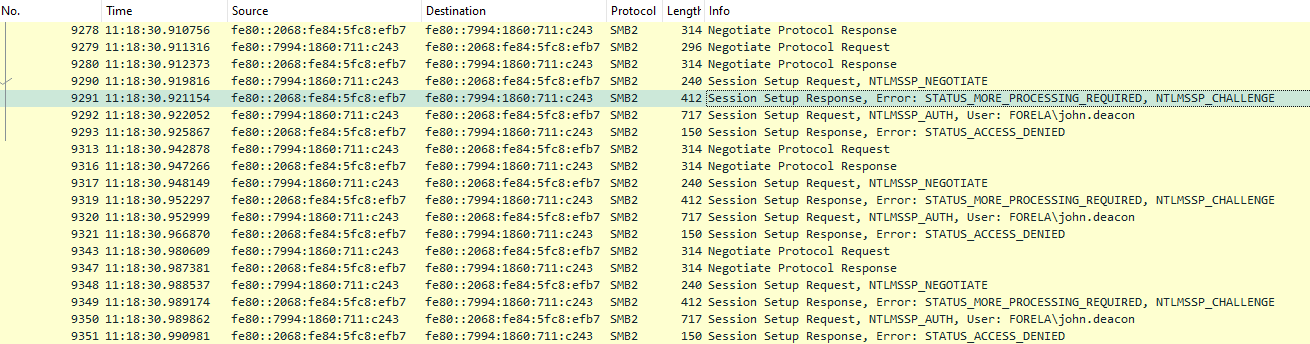 No. Time Source Destination Protocol Length Info
9278 11:18:30.910756 fe80::2068:fe84:5fc8:efb7 fe80::7994:1860:711:c243 SMB2 314 Negotiate Protocol Response
9279 11:18:30.911316 fe80::7994:1860:711:c243 fe80::2068:fe84:5fc8:efb7 SMB2 296 Negotiate Protocol Request
9280 11:18:30.912373 fe80::2068:fe84:5fc8:efb7 fe80::7994:1860:711:c243 SMB2 314 Negotiate Protocol Response
9290 11:18:30.919816 fe80::7994:1860:711:c243 fe80::2068:fe84:5fc8:efb7 SMB2 240 Session Setup Request, NTLMSSP_NEGOTIATE
9291 11:18:30.921154 fe80::2068:fe84:5fc8:efb7 fe80::7994:1860:711:c243 SMB2 412 Session Setup Response, Error: STATUS_MORE_PROCESSING_REQUIRED, NTLMSSP_CHALLENGE
9292 11:18:30.922052 fe80::7994:1860:711:c243 fe80::2068:fe84:5fc8:efb7 SMB2 717 Session Setup Request, NTLMSSP_AUTH, User: FORELA\john.deacon
9293 11:18:30.925867 fe80::2068:fe84:5fc8:efb7 fe80::7994:1860:711:c243 SMB2 150 Session Setup Response, Error: STATUS_ACCESS_DENIED
9313 11:18:30.942878 fe80::7994:1860:711:c243 fe80::2068:fe84:5fc8:efb7 SMB2 314 Negotiate Protocol Request
9316 11:18:30.947266 fe80::2068:fe84:5fc8:efb7 fe80::7994:1860:711:c243 SMB2 314 Negotiate Protocol Response
9317 11:18:30.948149 fe80::7994:1860:711:c243 fe80::2068:fe84:5fc8:efb7 SMB2 240 Session Setup Request, NTLMSSP_NEGOTIATE
9319 11:18:30.952297 fe80::2068:fe84:5fc8:efb7 fe80::7994:1860:711:c243 SMB2 412 Session Setup Response, Error: STATUS_MORE_PROCESSING_REQUIRED, NTLMSSP_CHALLENGE
9320 11:18:30.952999 fe80::7994:1860:711:c243 fe80::2068:fe84:5fc8:efb7 SMB2 717 Session Setup Request, NTLMSSP_AUTH, User: FORELA\john.deacon
9321 11:18:30.966870 fe80::2068:fe84:5fc8:efb7 fe80::7994:1860:711:c243 SMB2 150 Session Setup Response, Error: STATUS_ACCESS_DENIED
9343 11:18:30.980609 fe80::7994:1860:711:c243 fe80::2068:fe84:5fc8:efb7 SMB2 314 Negotiate Protocol Request
9347 11:18:30.987381 fe80::2068:fe84:5fc8:efb7 fe80::7994:1860:711:c243 SMB2 314 Negotiate Protocol Response
9348 11:18:30.988537 fe80::7994:1860:711:c243 fe80::2068:fe84:5fc8:efb7 SMB2 240 Session Setup Request, NTLMSSP_NEGOTIATE
9349 11:18:30.989174 fe80::2068:fe84:5fc8:efb7 fe80::7994:1860:711:c243 SMB2 412 Session Setup Response, Error: STATUS_MORE_PROCESSING_REQUIRED, NTLMSSP_CHALLENGE
9350 11:18:30.989862 fe80::7994:1860:711:c243 fe80::2068:fe84:5fc8:efb7 SMB2 717 Session Setup Request, NTLMSSP_AUTH, User: FORELA\john.deacon
9351 11:18:30.990981 fe80::2068:fe84:5fc8:efb7 fe80::7994:1860:711:c243 SMB2 150 Session Setup Response, Error: STATUS_ACCESS_DENIED